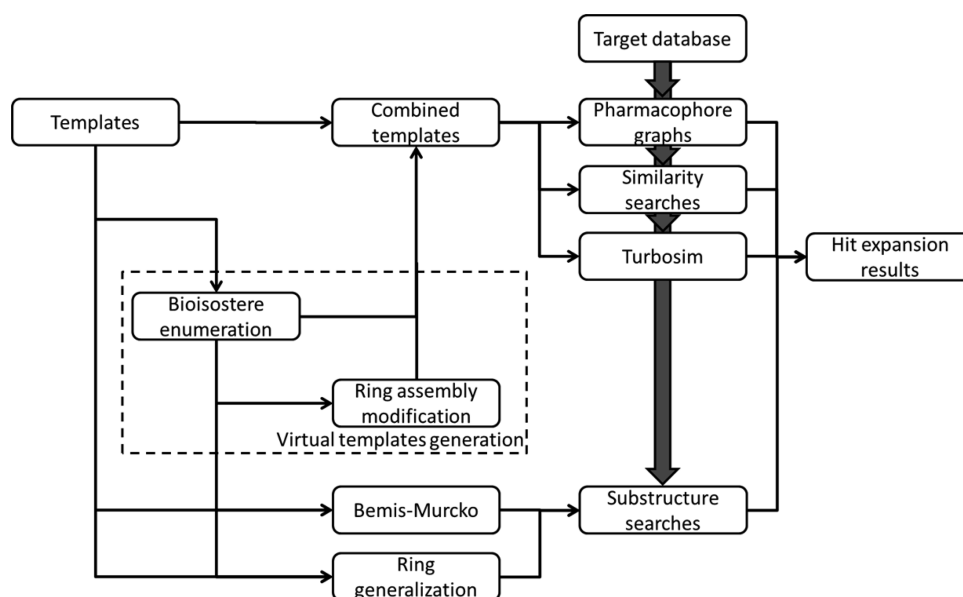 Target database
Templates
Combined
templates
Pharmacophore
graphs
Similarity
searches
Turbosim
Hit expansion
results
Bioisostere
enumeration
Ring assembly
modification
Virtual templates generation
Bemis-Murcko
Substructure
searches
Ring
generalization